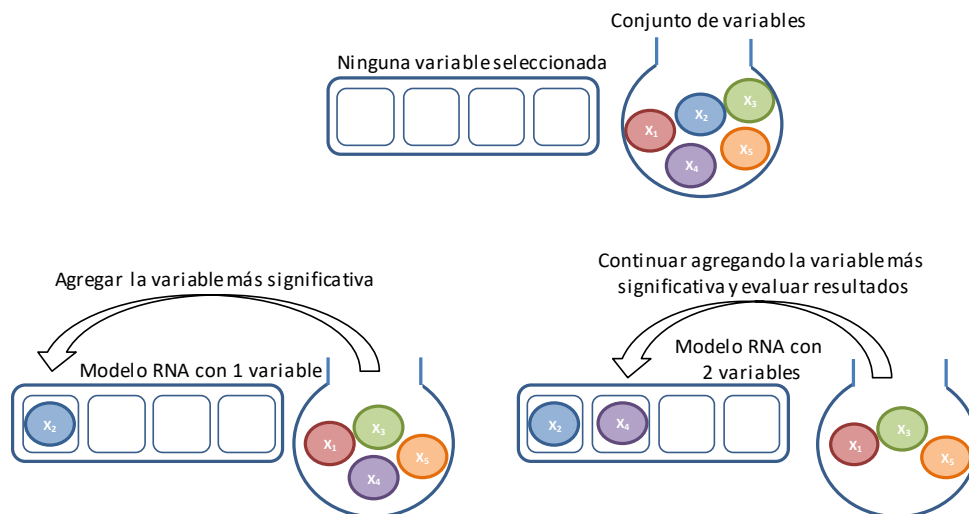 Conjunto de variables
Ninguna variable seleccionada
X3
X2
X1
X5
X4
Agregar la variable más significativa
Modelo RNA con 1 variable
X2
X3
X1
X5
X4
Continuar agregando la variable más
significativa y evaluar resultados
Modelo RNA con
2 variables
X2
X4
X3
X1
X5